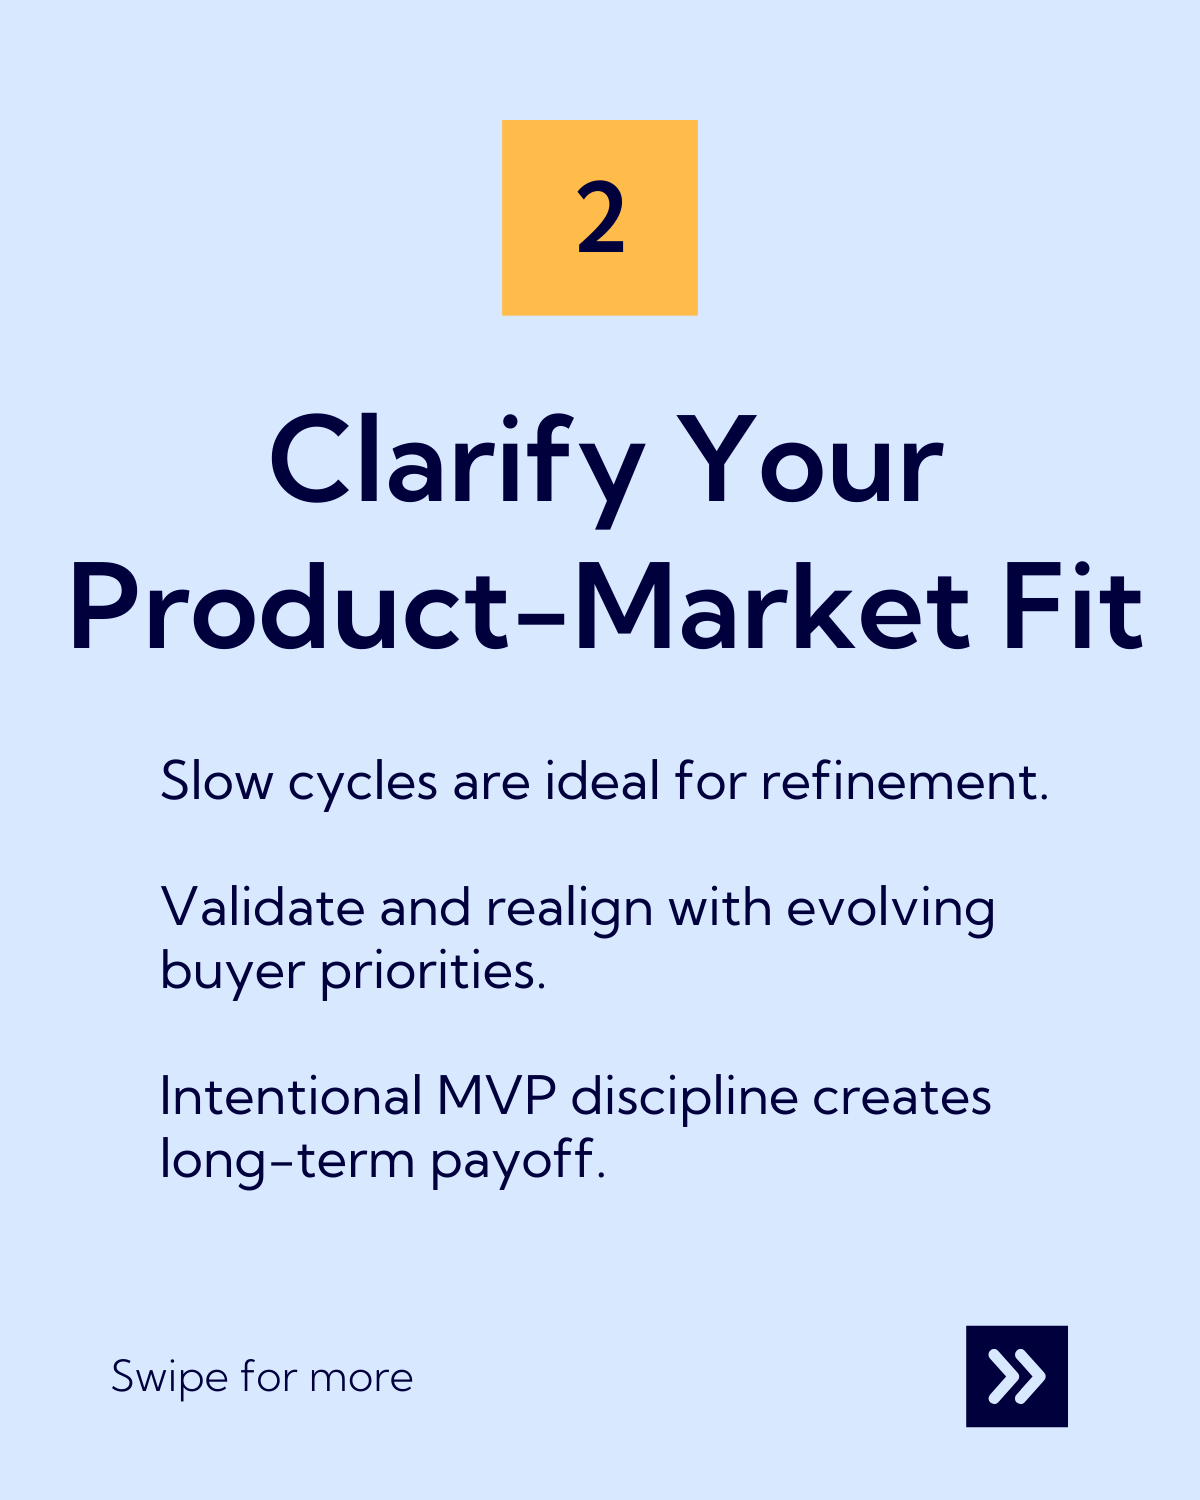 2
Clarify Your
Product-Market Fit
Slow cycles are ideal for refinement.
Validate and realign with evolving
buyer priorities.
Intentional MVP discipline creates
long-term payoff.
Swipe for more